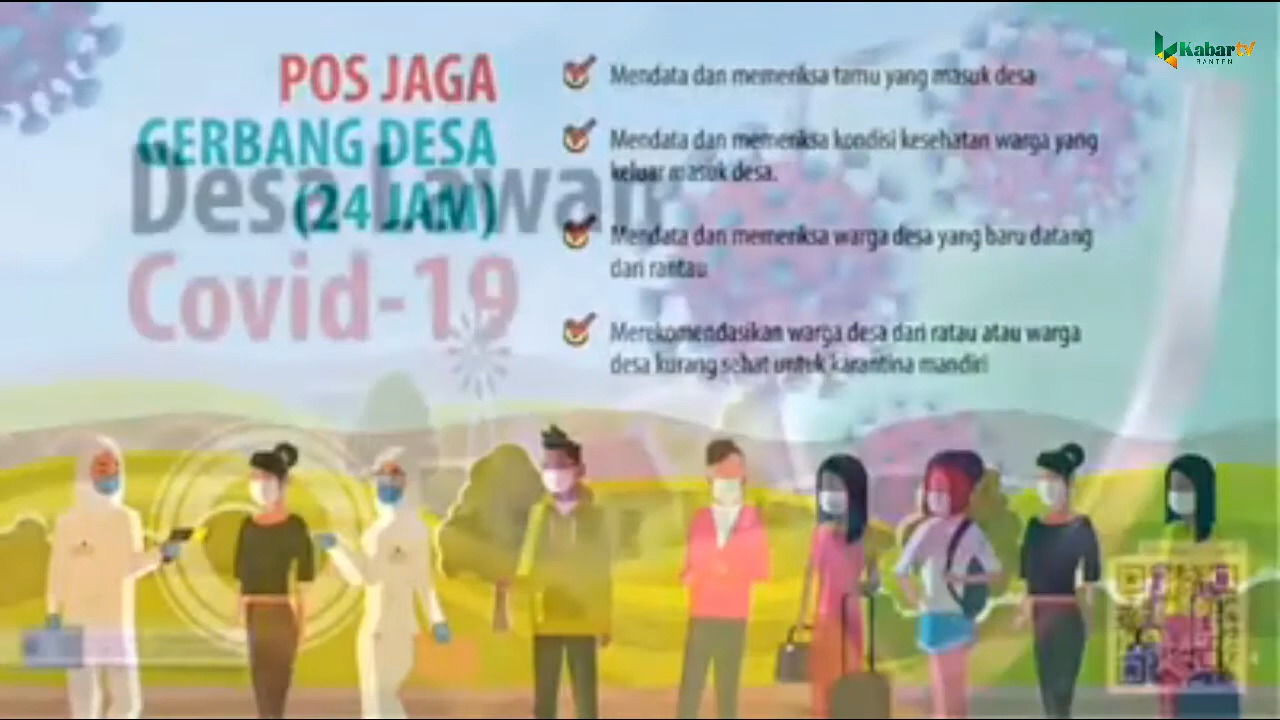 Kabartv
BANTEN
POS JAGA
GERBANG DESA
(24 JAM)
Desa Lawan
Covid-19
Mendata dan memeriksa tamu yang masuk desa
Mendata dan memeriksa kondisi kesehatan warga yang
keluar masuk desa.
Mendata dan memeriksa warga desa yang baru datang
dari rantau
Merekomendasikan warga desa dari ratau atau warga
desa kurang sehat untuk karantina mandiri